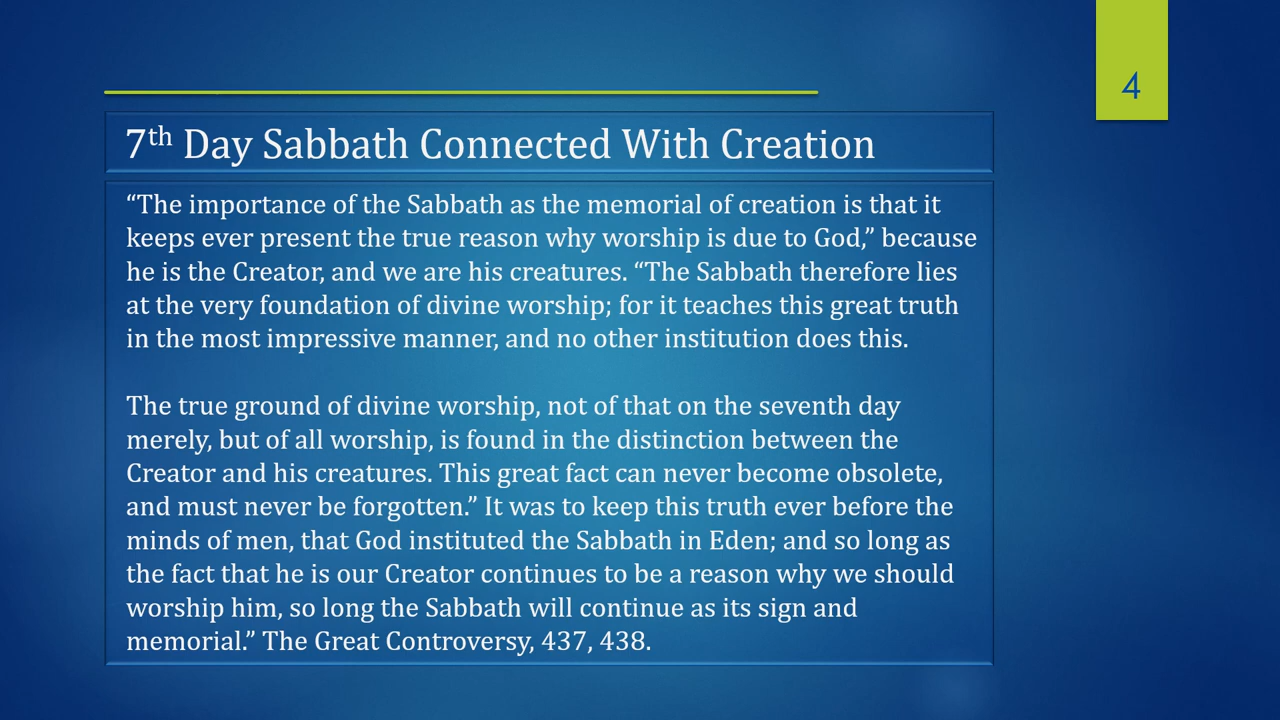 4
7th Day Sabbath Connected With Creation
“The importance of the Sabbath as the memorial of creation is that it
keeps ever present the true reason why worship is due to God,” because
he is the Creator, and we are his creatures. “The Sabbath therefore lies
at the very foundation of divine worship; for it teaches this great truth
in the most impressive manner, and no other institution does this.
The true ground of divine worship, not of that on the seventh day
merely, but of all worship, is found in the distinction between the
Creator and his creatures. This great fact can never become obsolete,
and must never be forgotten.” It was to keep this truth ever before the
minds of men, that God instituted the Sabbath in Eden; and so long as
the fact that he is our Creator continues to be a reason why we should
worship him, so long the Sabbath will continue as its sign and
memorial.” The Great Controversy, 437, 438.